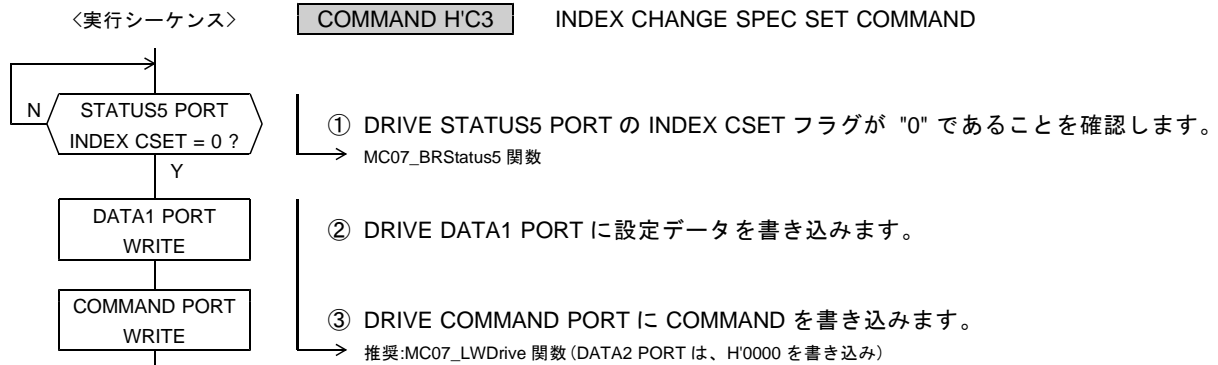 〈実行シーケンス〉 COMMAND H'C3 INDEX CHANGE SPEC SET COMMAND
N
STATUS5 PORT
INDEX CSET = 0 ?
Y
① DRIVE STATUS5 PORT の INDEX CSET フラグが "0" であることを確認します。
MC07_BRStatus5 関数
DATA1 PORT
WRITE
② DRIVE DATA1 PORT に設定データを書き込みます。
COMMAND PORT
WRITE
③ DRIVE COMMAND PORT に COMMAND を書き込みます。
推奨:MC07_LWDrive 関数(DATA2 PORT は、H'0000 を書き込み)